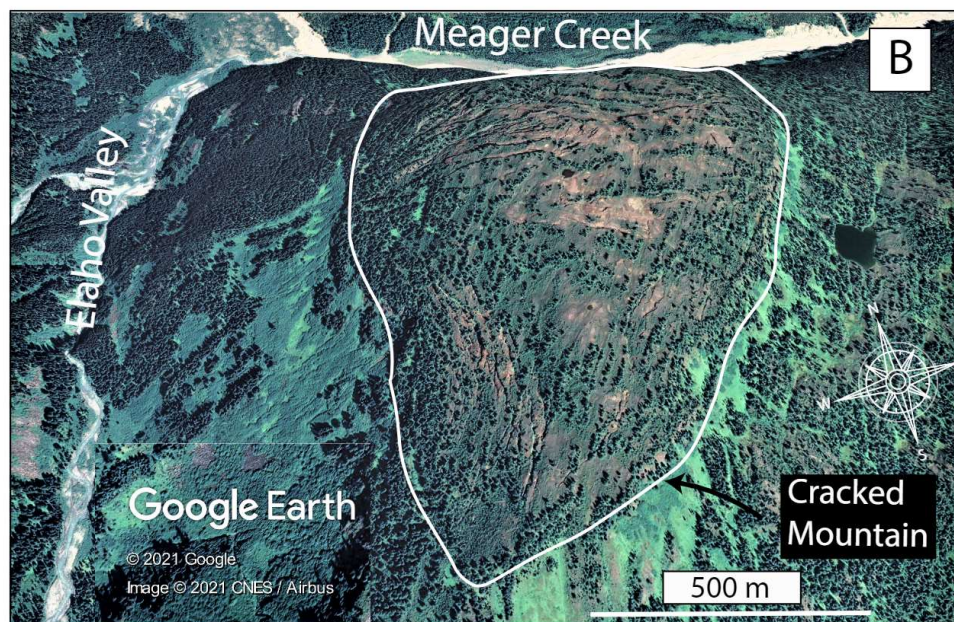 Meager Creek
B
Elaho Valley
N
W
S
Cracked
Mountain
Google Earth
© 2021 Google
Image © 2021 CNES / Airbus
500 m